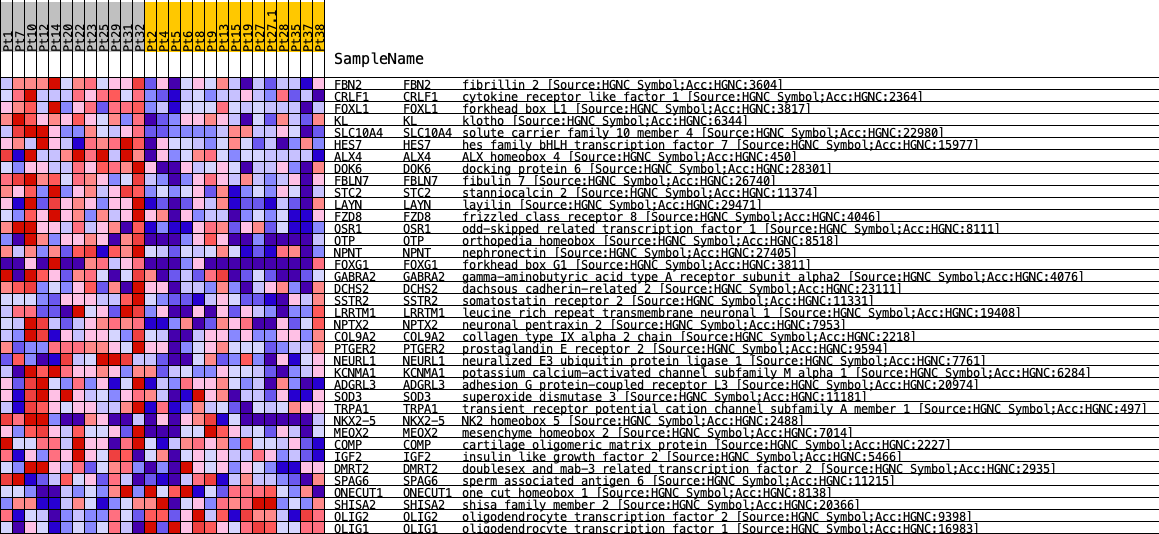 Pt1 Pt7 Pt10 Pt12 Pt14 Pt20 Pt22 Pt23 Pt25 Pt29 Pt31 Pt32 Pt2 Pt4 Pt5 Pt6 Pt8 Pt9 Pt13 Pt15 Pt19 Pt27 Pt27.1 Pt28 Pt35 Pt37 Pt38
SampleName
FBN2 FBN2 fibrillin 2 [Source:HGNC Symbol;Acc:HGNC:3604]
CRLF1 CRLF1 cytokine receptor like factor 1 [Source:HGNC Symbol;Acc:HGNC:2364]
FOXL1 FOXL1 forkhead box L1 [Source:HGNC Symbol;Acc:HGNC:3817]
KL KL klotho [Source:HGNC Symbol;Acc:HGNC:6344]
SLC10A4 SLC10A4 solute carrier family 10 member 4 [Source:HGNC Symbol;Acc:HGNC:22980]
HES7 HES7 hes family bHLH transcription factor 7 [Source:HGNC Symbol;Acc:HGNC:15977]
ALX4 ALX4 ALX homeobox 4 [Source:HGNC Symbol;Acc:HGNC:450]
DOK6 DOK6 docking protein 6 [Source:HGNC Symbol;Acc:HGNC:28301]
FBLN7 FBLN7 fibulin 7 [Source:HGNC Symbol;Acc:HGNC:26740]
STC2 STC2 stanniocalcin 2 [Source:HGNC Symbol;Acc:HGNC:11374]
LAYN LAYN layilin [Source:HGNC Symbol;Acc:HGNC:29471]
FZD8 FZD8 frizzled class receptor 8 [Source:HGNC Symbol;Acc:HGNC:4046]
OSR1 OSR1 odd-skipped related transcription factor 1 [Source:HGNC Symbol;Acc:HGNC:8111]
OTP OTP orthopedia homeobox [Source:HGNC Symbol;Acc:HGNC:8518]
NPNT NPNT nephronectin [Source:HGNC Symbol;Acc:HGNC:27405]
FOXG1 FOXG1 forkhead box G1 [Source:HGNC Symbol;Acc:HGNC:3811]
GABRA2 GABRA2 gamma-aminobutyric acid type A receptor subunit alpha2 [Source:HGNC Symbol;Acc:HGNC:4076]
DCHS2 DCHS2 dachsous cadherin-related 2 [Source:HGNC Symbol;Acc:HGNC:23111]
SSTR2 SSTR2 somatostatin receptor 2 [Source:HGNC Symbol;Acc:HGNC:11331]
LRRTM1 LRRTM1 leucine rich repeat transmembrane neuronal 1 [Source:HGNC Symbol;Acc:HGNC:19408]
NPTX2 NPTX2 neuronal pentraxin 2 [Source:HGNC Symbol;Acc:HGNC:7953]
COL9A2 COL9A2 collagen type IX alpha 2 chain [Source:HGNC Symbol;Acc:HGNC:2218]
PTGER2 PTGER2 prostaglandin E receptor 2 [Source:HGNC Symbol;Acc:HGNC:9594]
NEURL1 NEURL1 neuralized E3 ubiquitin protein ligase 1 [Source:HGNC Symbol;Acc:HGNC:7761]
KCNMA1 KCNMA1 potassium calcium-activated channel subfamily M alpha 1 [Source:HGNC Symbol;Acc:HGNC:6284]
ADGRL3 ADGRL3 adhesion G protein-coupled receptor L3 [Source:HGNC Symbol;Acc:HGNC:20974]
SOD3 SOD3 superoxide dismutase 3 [Source:HGNC Symbol;Acc:HGNC:11181]
TRPA1 TRPA1 transient receptor potential cation channel subfamily A member 1 [Source:HGNC Symbol;Acc:HGNC:497]
NKX2-5 NKX2-5 NK2 homeobox 5 [Source:HGNC Symbol;Acc:HGNC:2488]
MEOX2 MEOX2 mesenchyme homeobox 2 [Source:HGNC Symbol;Acc:HGNC:7014]
COMP COMP cartilage oligomeric matrix protein [Source:HGNC Symbol;Acc:HGNC:2227]
IGF2 IGF2 insulin like growth factor 2 [Source:HGNC Symbol;Acc:HGNC:5466]
DMRT2 DMRT2 doublesex and mab-3 related transcription factor 2 [Source:HGNC Symbol;Acc:HGNC:2935]
SPAG6 SPAG6 sperm associated antigen 6 [Source:HGNC Symbol;Acc:HGNC:11215]
ONECUT1 ONECUT1 one cut homeobox 1 [Source:HGNC Symbol;Acc:HGNC:8138]
SHISA2 SHISA2 shisa family member 2 [Source:HGNC Symbol;Acc:HGNC:20366]
OLIG2 OLIG2 oligodendrocyte transcription factor 2 [Source:HGNC Symbol;Acc:HGNC:9398]
OLIG1 OLIG1 oligodendrocyte transcription factor 1 [Source:HGNC Symbol;Acc:HGNC:16983]